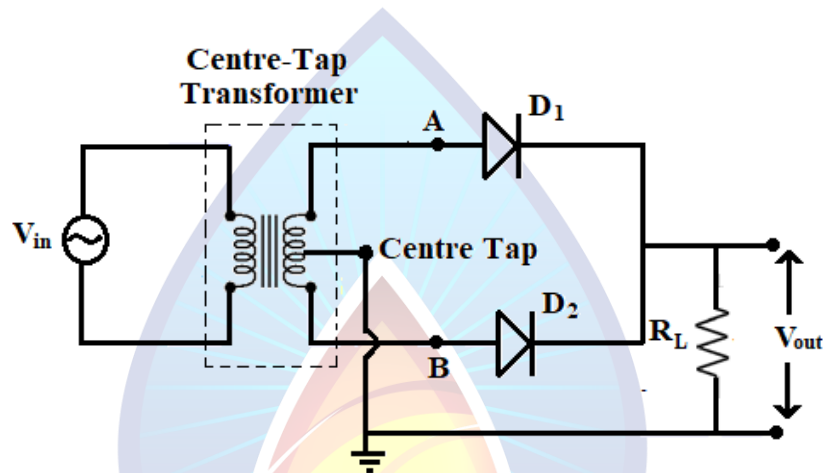 Centre-Tap
Transformer
A
D1
Vin
Centre Tap
D2
B
RL
Vout